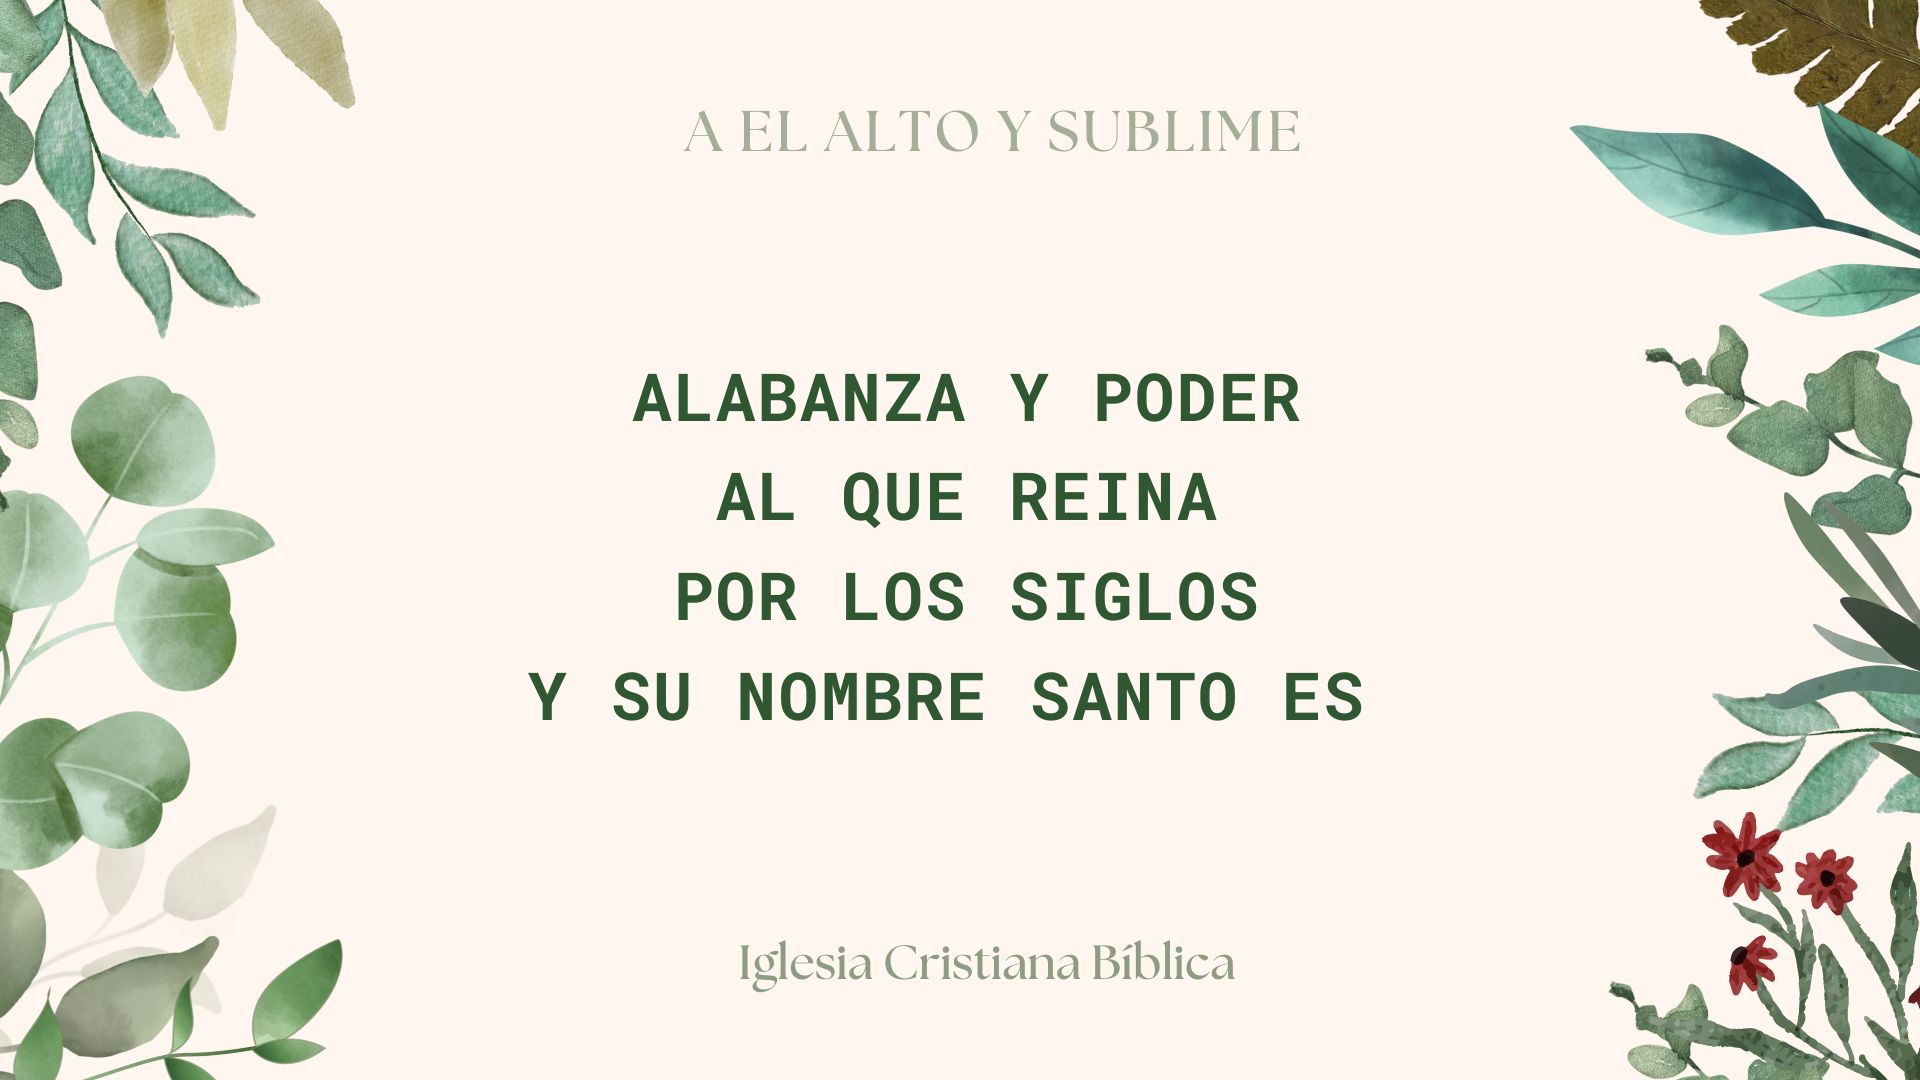 A EL ALTO Y SUBLIME
ALABANZA Y PODER
AL QUE REINA
POR LOS SIGLOS
Y SU NOMBRE SANTO ES
Iglesia Cristiana Bíblica